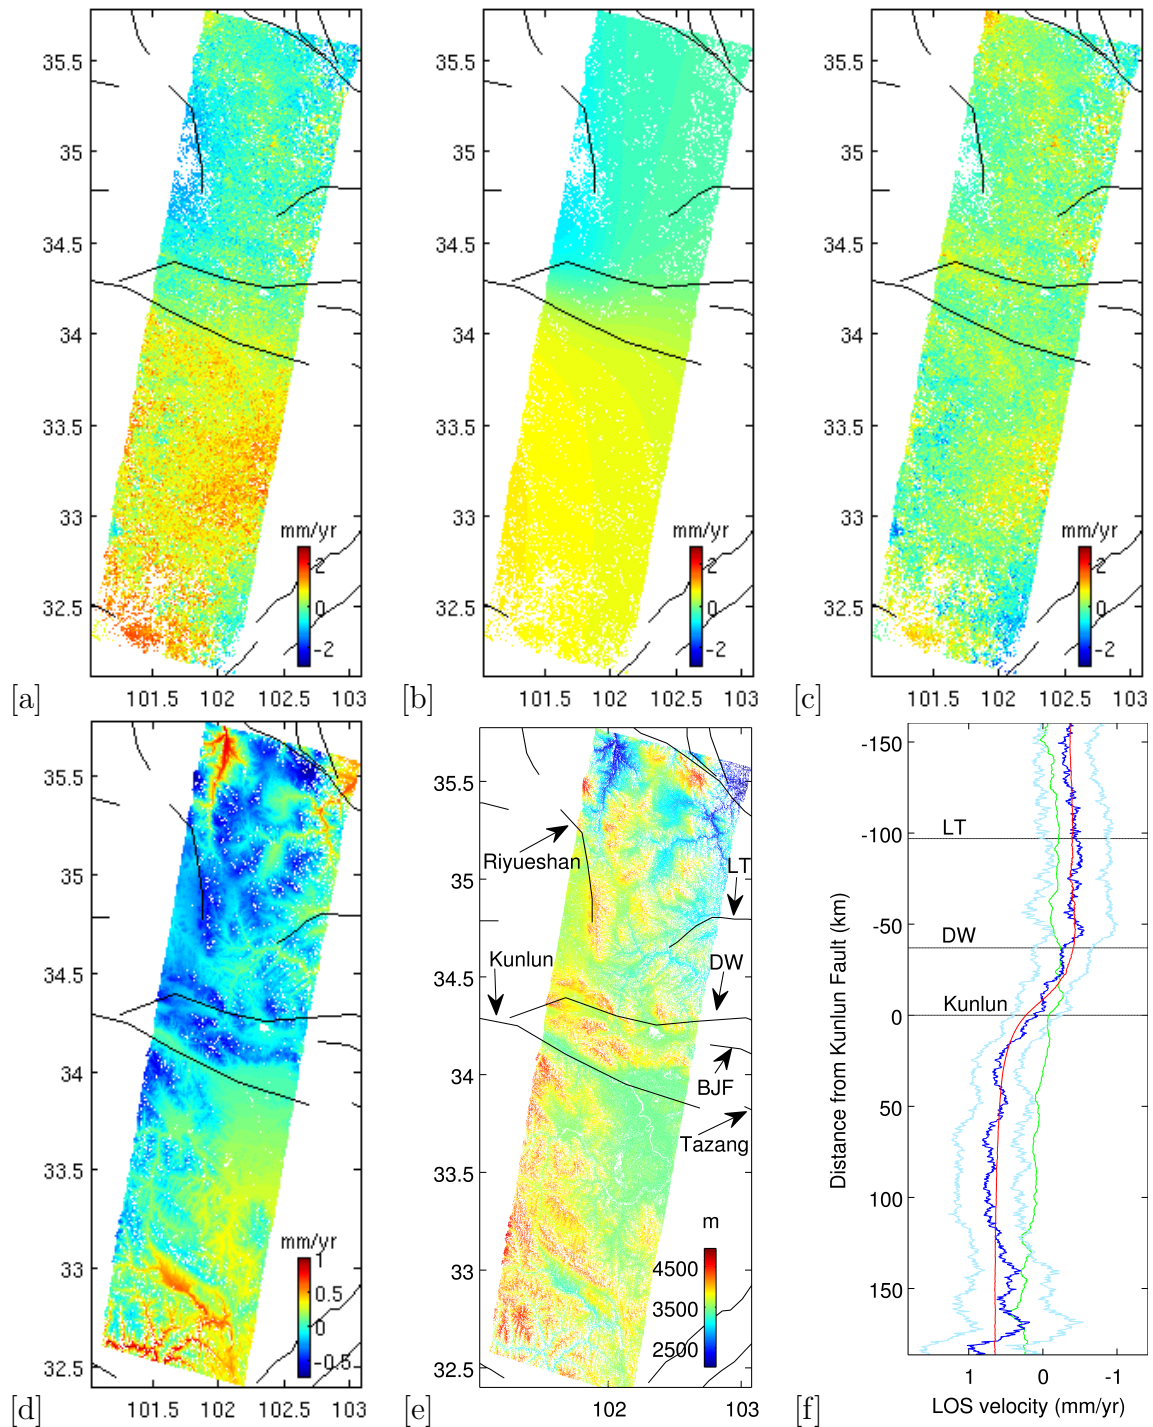 35.5
35
34.5
34
33.5
33
32.5
mm/yr
2
0
-2
101.5 102 102.5 103
[a]
35.5
35
34.5
34
33.5
33
32.5
mm/yr
2
0
-2
101.5 102 102.5 103
[b]
35.5
35
34.5
34
33.5
33
32.5
mm/yr
2
0
-2
101.5 102 102.5 103
[c]
35.5
35
34.5
34
33.5
33
32.5
mm/yr
1
0.5
0
-0.5
101.5 102 102.5 103
[d]
35.5
35
34.5
34
33.5
33
32.5
Riyueshan
LT
Kunlun
DW
BJF
Tazang
m
4500
3500
2500
102 103
[e]
Distance from Kunlun Fault (km)
-150
-100
-50
0
50
100
150
LT
DW
Kunlun
1 0 -1
LOS velocity (mm/yr)
[f]